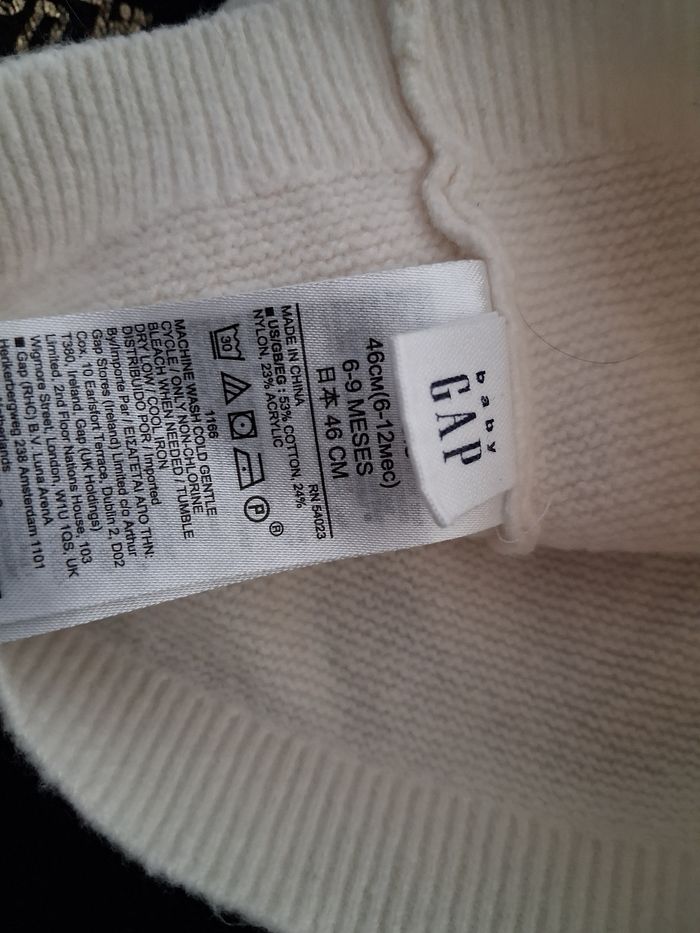 baby
GAP
46CM(6-12мес)
6-9 MESES
日本 46 CM
RN 54023
MADE IN CHINA
■US/GB/EG : 53% COTTON, 24%
NYLON, 23% ACRYLIC
30 P ®
1166
MACHINE WASH COLD GENTLE
CYCLE / ONLY NON-CHLORINE
BLEACH WHEN NEEDED / TUMBLE
DRY LOW / COOL IRON
DISTRIBUIDO POR / Imported
By/Importe Par / ΕΙΖΑΓΕΤΑΙ ΑΠΟ ΤΗΝ:
Gap Stores (Ireland) Limited c/o Arthur
Cox, 10 Earlsfort Terrace, Dublin 2, D02
T380, Ireland, Gap (UK Holdings)
Limited, 2nd Floor Nations House, 103
Wigmore Street, London, W1U 1QS, UK
■ Gap (RHC) B.V. Luna ArenA
Herikerbergweg 238 Amsterdam 1101